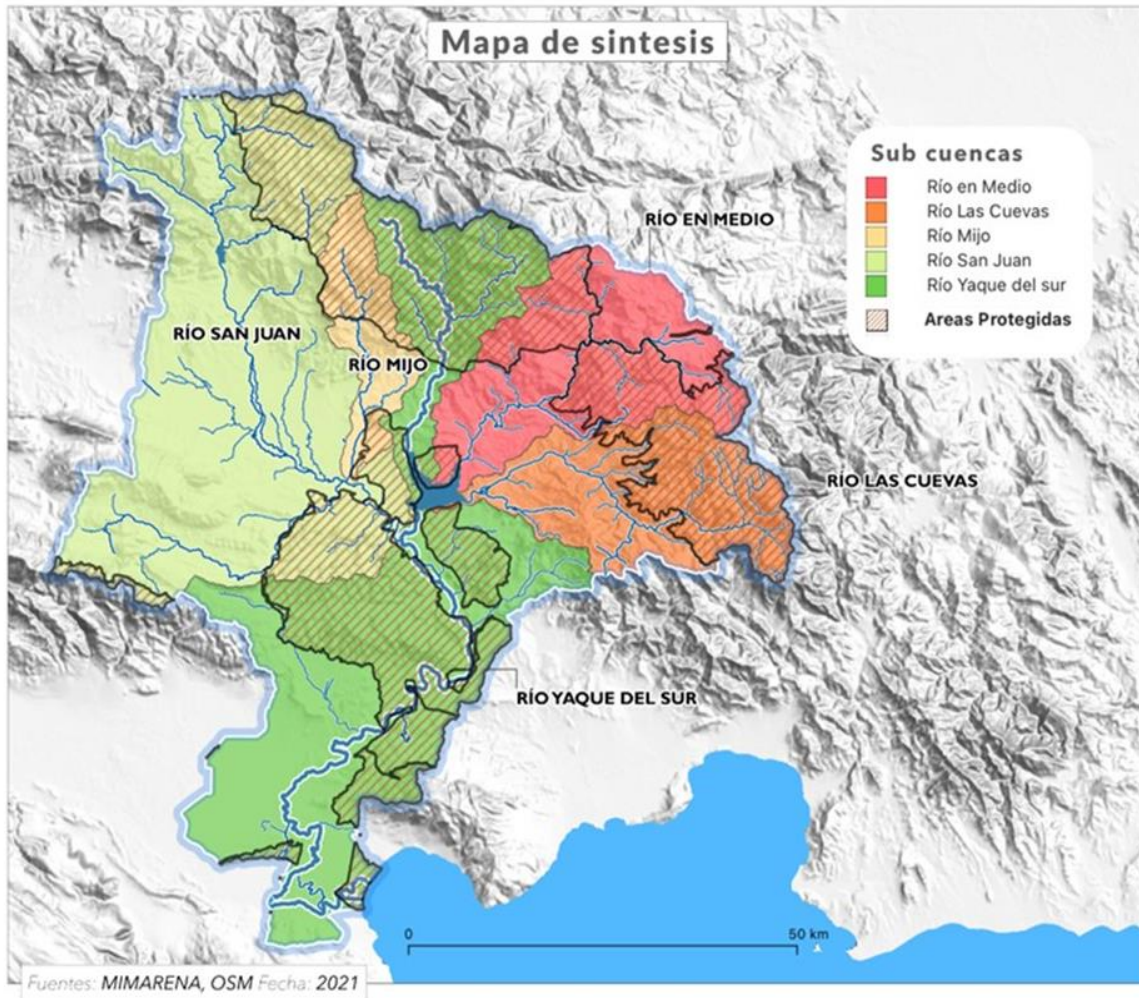 Mapa de sintesis
Sub cuencas
Río en Medio
Río Las Cuevas
Río Mijo
Río San Juan
Río Yaque del sur
Areas Protegidas
RÍO EN MEDIO
RÍO SAN JUAN
RÍO MIJO
RÍO LAS CUEVAS
RÍO YAQUE DEL SUR
0 50 km
Fuentes: MIMARENA, OSM Fecha: 2021